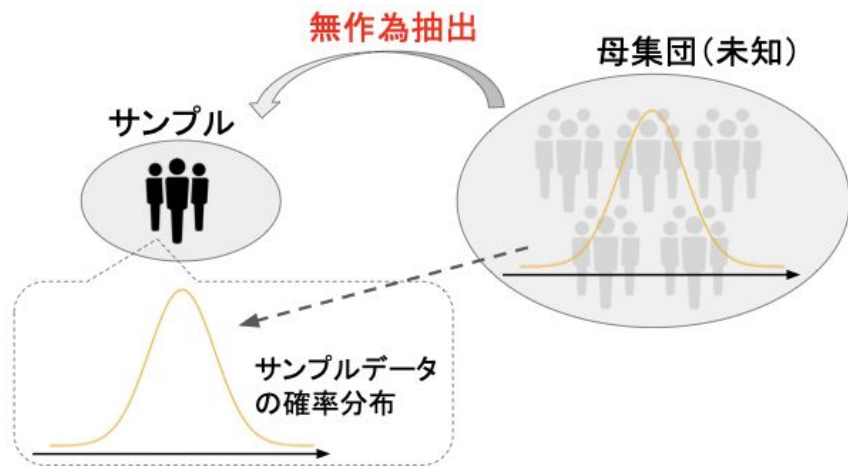 無作為抽出
母集団（未知）
サンプル
サンプルデータ
の確率分布